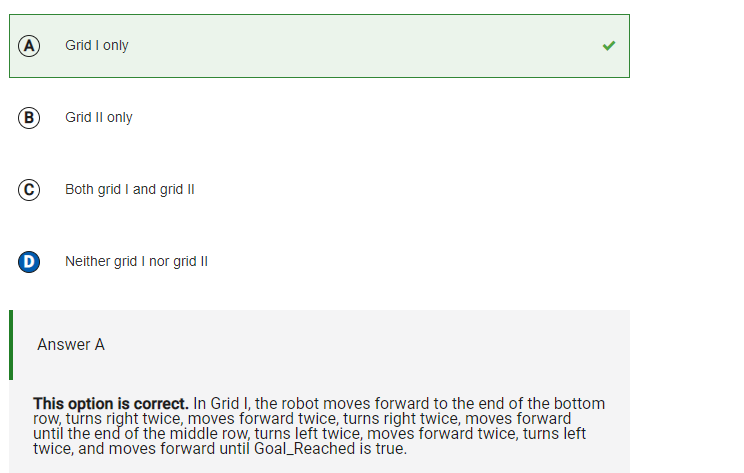 A Grid I only
B Grid II only
C Both grid I and grid II
D Neither grid I nor grid II
Answer A
This option is correct. In Grid I, the robot moves forward to the end of the bottom
row, turns right twice, moves forward twice, turns right twice, moves forward
until the end of the middle row, turns left twice, moves forward twice, turns left
twice, and moves forward until Goal_Reached is true.